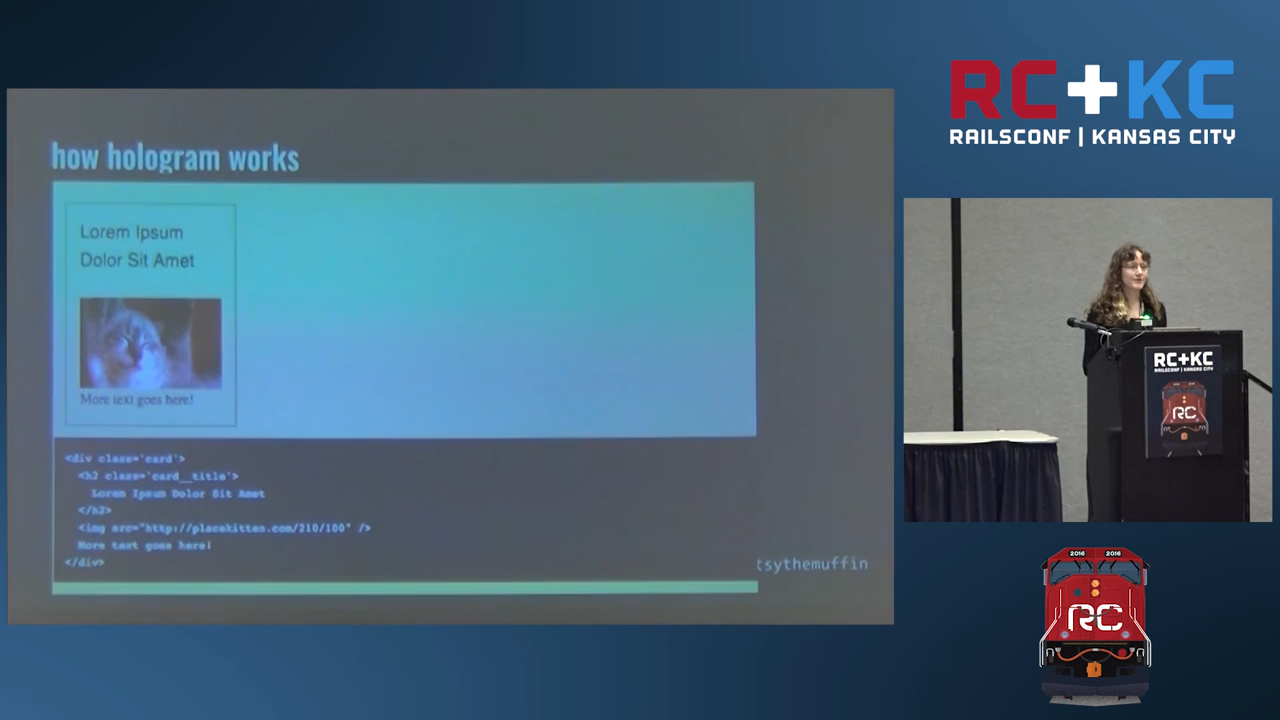 how hologram works
Lorem Ipsum
Dolor Sit Amet
More text goes here!
<div class='card'>
<h2 class='card__title'>
Lorem Ipsum Dolor Sit Amet
</h2>
<img src="http://placekitten.com/210/100" />
More text goes here!
</div>
tsythemuffin
RC+KC
RAILSCONF | KANSAS CITY
RC+KC
RAILSCONF | KANSAS CITY
RC
2016 2016
RC